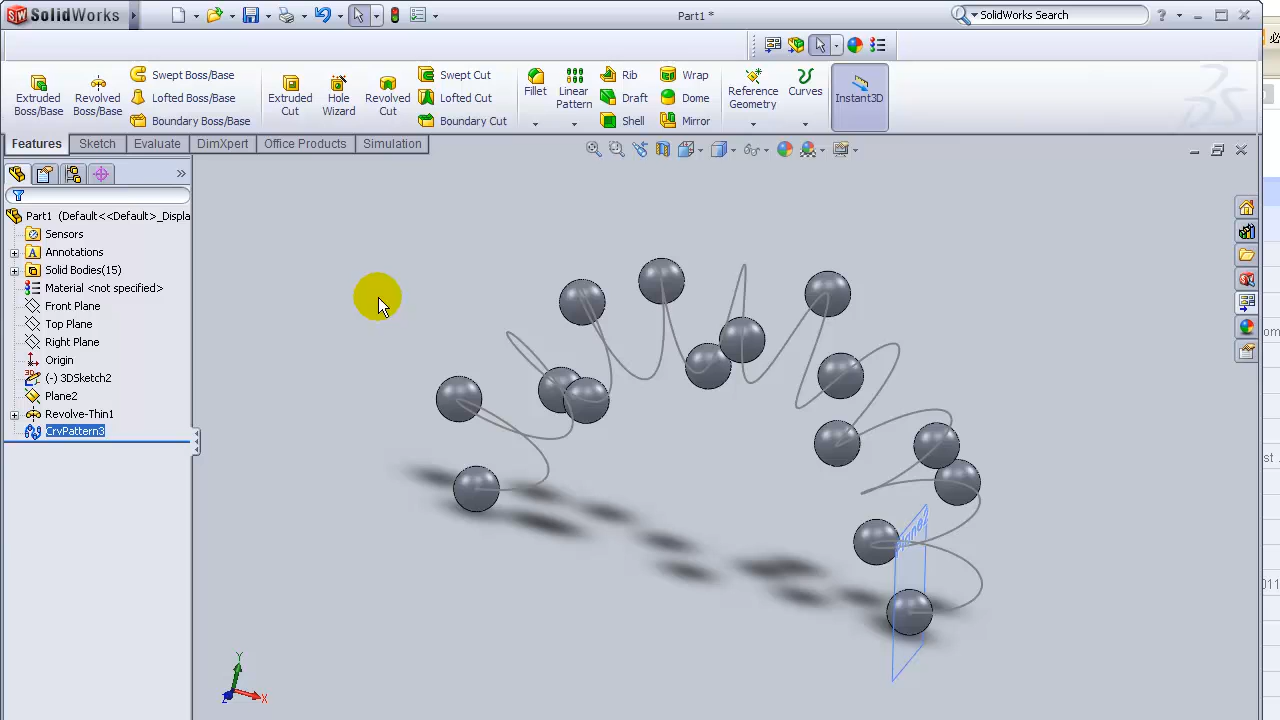 SolidWorks
Part1 *
SolidWorks Search
Extruded Boss/Base
Revolved Boss/Base
Swept Boss/Base
Lofted Boss/Base
Boundary Boss/Base
Extruded Cut
Hole Wizard
Revolved Cut
Swept Cut
Lofted Cut
Boundary Cut
Fillet
Linear Pattern
Rib
Draft
Shell
Wrap
Dome
Mirror
Reference Geometry
Curves
Instant3D
Features
Sketch
Evaluate
DimXpert
Office Products
Simulation
Part1 (Default<<Default>_Displa
Sensors
Annotations
Solid Bodies(15)
Material <not specified>
Front Plane
Top Plane
Right Plane
Origin
(-) 3DSketch2
Plane2
Revolve-Thin1
CrvPattern3
om
st .
011
Y
X
Z